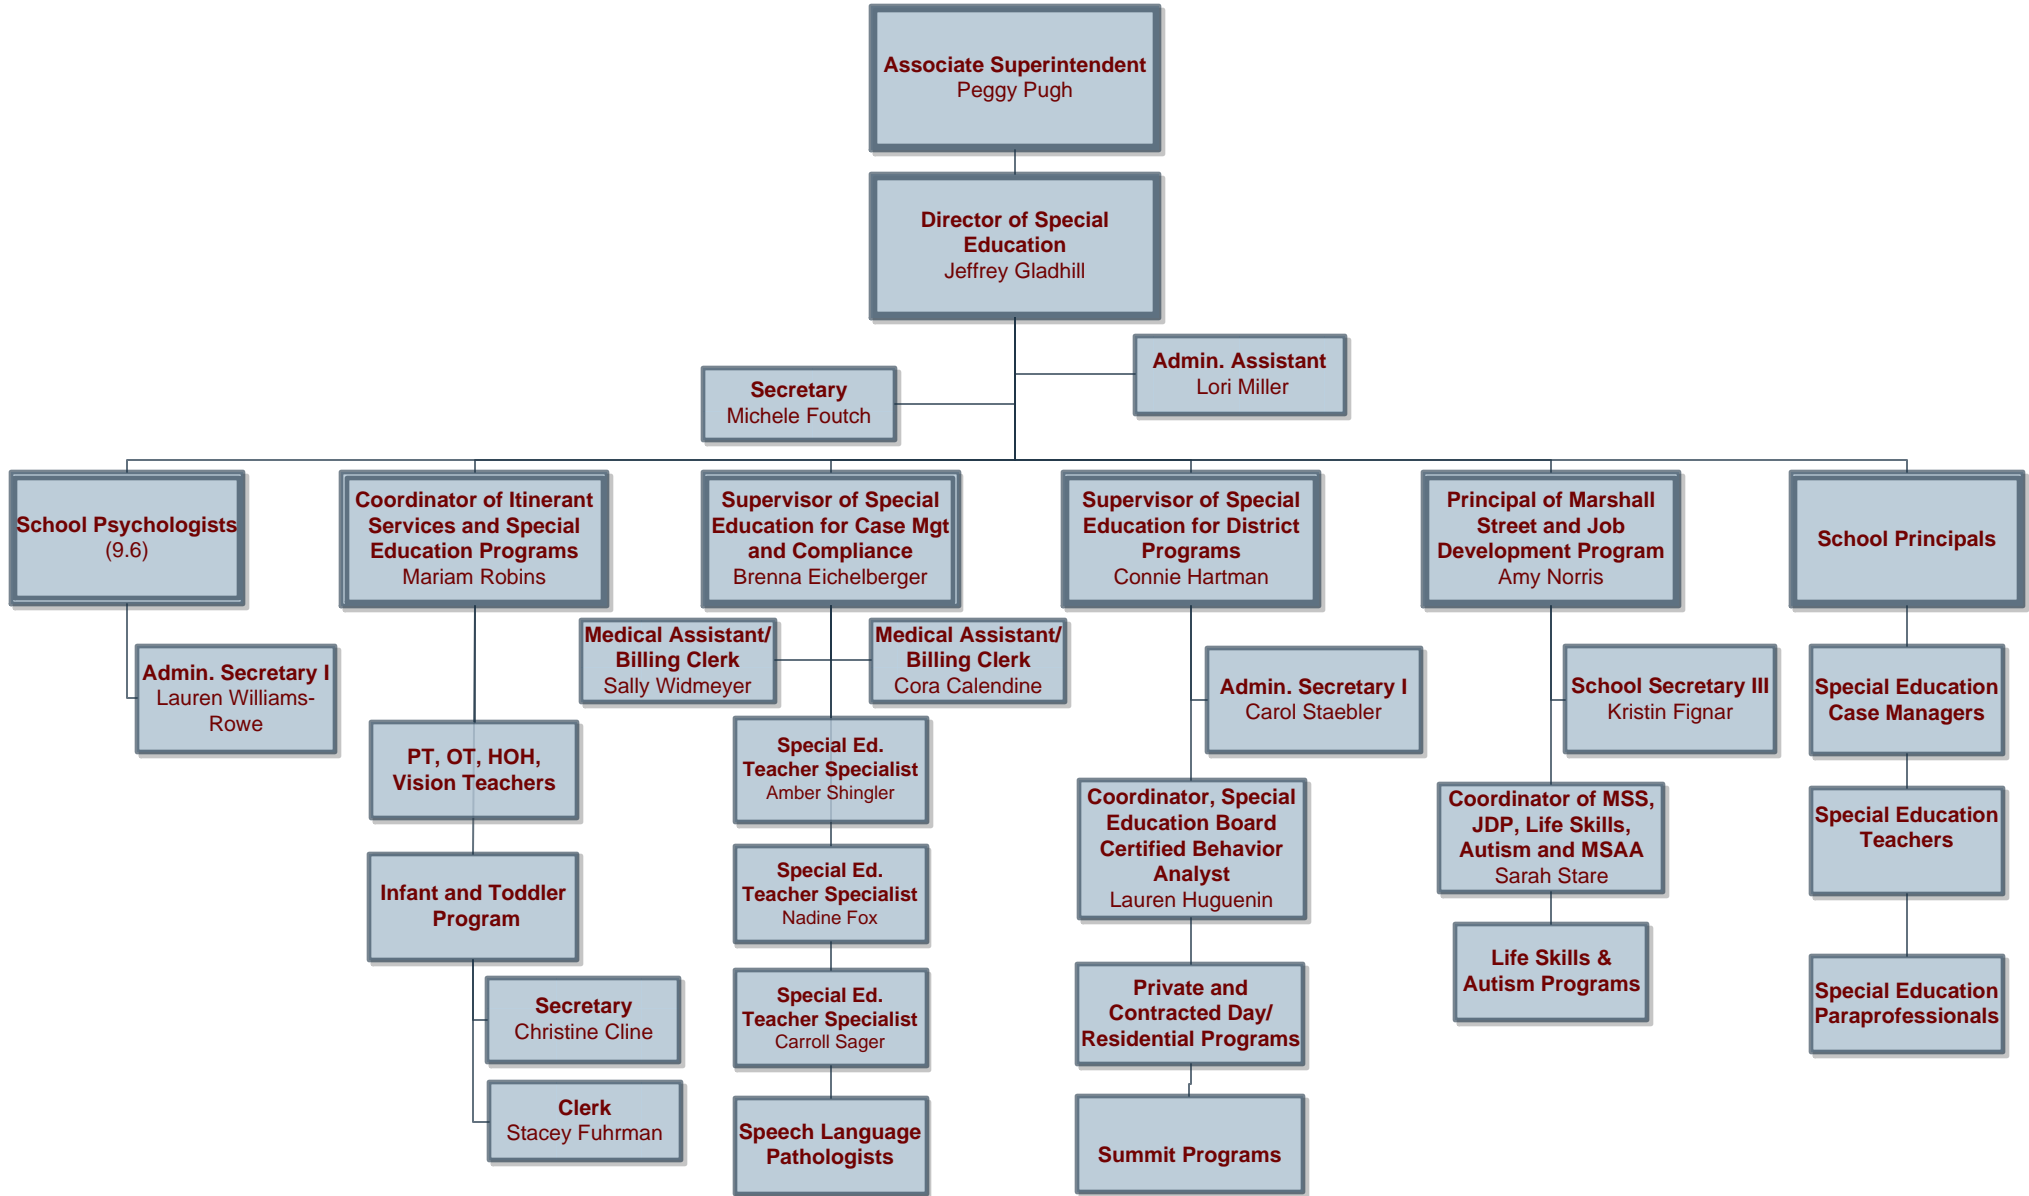 Associate Superintendent
Peggy Pugh
Director of Special
Education
Jeffrey Gladhill
Admin. Assistant
Lori Miller
Secretary
Michele Foutch
School Psychologists
(9.6)
Admin. Secretary I
Lauren Williams-
Rowe
Coordinator of Itinerant
Services and Special
Education Programs
Mariam Robins
PT, OT, HOH,
Vision Teachers
Infant and Toddler
Program
Secretary
Christine Cline
Clerk
Stacey Fuhrman
Supervisor of Special
Education for Case Mgt
and Compliance
Brenna Eichelberger
Medical Assistant/
Billing Clerk
Sally Widmeyer
Medical Assistant/
Billing Clerk
Cora Calendine
Special Ed.
Teacher Specialist
Amber Shingler
Special Ed.
Teacher Specialist
Nadine Fox
Special Ed.
Teacher Specialist
Carroll Sager
Speech Language
Pathologists
Supervisor of Special
Education for District
Programs
Connie Hartman
Admin. Secretary I
Carol Staebler
Coordinator, Special
Education Board
Certified Behavior
Analyst
Lauren Huguenin
Private and
Contracted Day/
Residential Programs
Summit Programs
Principal of Marshall
Street and Job
Development Program
Amy Norris
School Secretary III
Kristin Fignar
Coordinator of MSS,
JDP, Life Skills,
Autism and MSAA
Sarah Stare
Life Skills &
Autism Programs
School Principals
Special Education
Case Managers
Special Education
Teachers
Special Education
Paraprofessionals